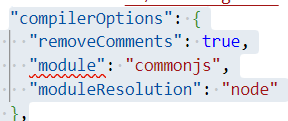 "compilerOptions": {
"removeComments": true,
"module": "commonjs",
"moduleResolution": "node"
},